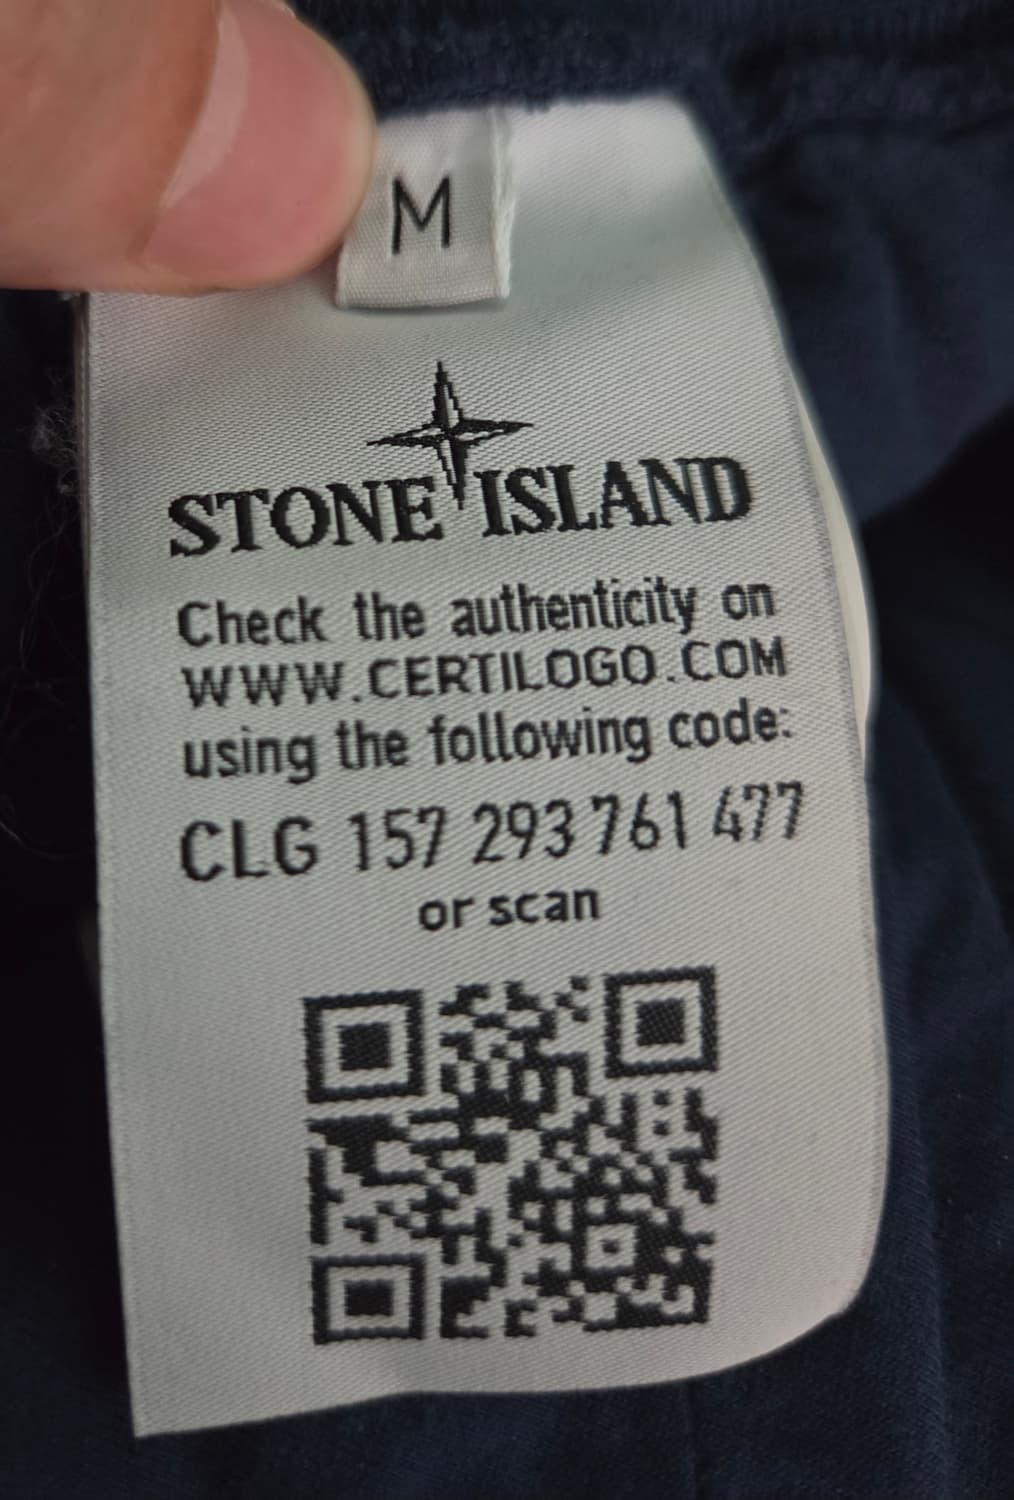 M
STONE ISLAND
Check the authenticity on
WWW.CERTILOGO.COM
using the following code:
CLG 157 293 761 477
or scan